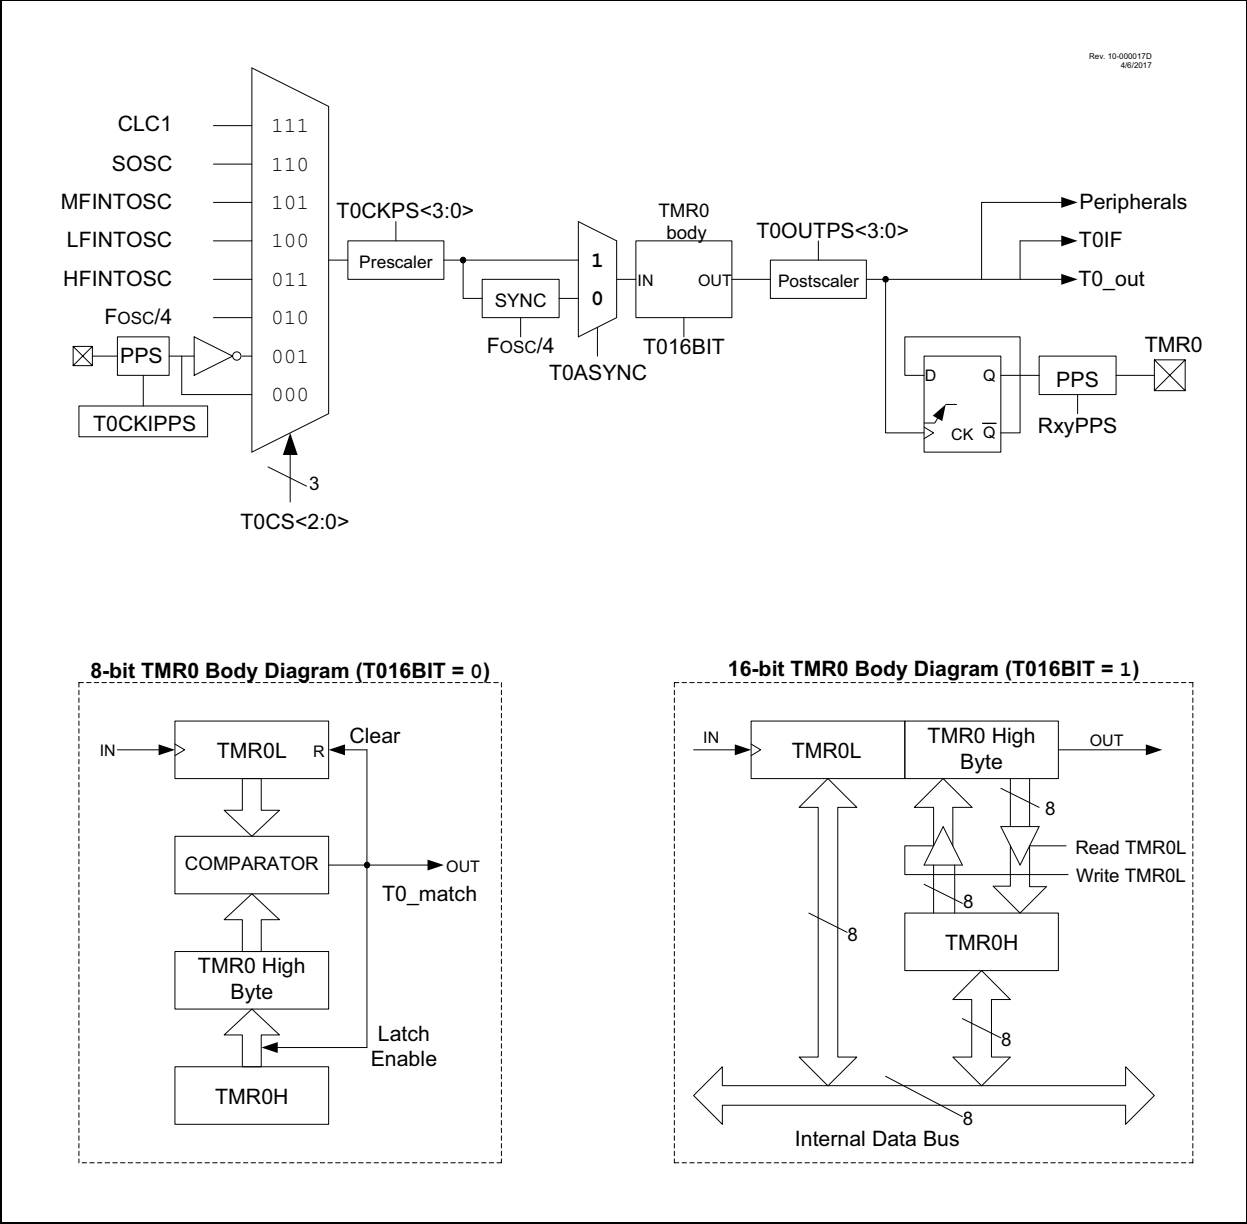 Rev. 10-000017D
4/6/2017
CLC1
111
SOSC
110
MFINTOSC
101
LFINTOSC
100
HFINTOSC
011
FOSC/4
010
PPS
001
000
T0CKIPPS
3
T0CS<2:0>
T0CKPS<3:0>
Prescaler
SYNC
FOSC/4
1
0
T0ASYNC
TMR0
body
IN
OUT
T016BIT
T0OUTPS<3:0>
Postscaler
Peripherals
T0IF
T0_out
D
Q
CK
Q
PPS
RxyPPS
TMR0
8-bit TMR0 Body Diagram (T016BIT = 0)
IN
TMR0L
R
Clear
COMPARATOR
OUT
T0_match
TMR0 High
Byte
Latch
Enable
TMR0H
16-bit TMR0 Body Diagram (T016BIT = 1)
IN
TMR0L
TMR0 High
Byte
OUT
8
Read TMR0L
Write TMR0L
8
8
TMR0H
8
8
Internal Data Bus